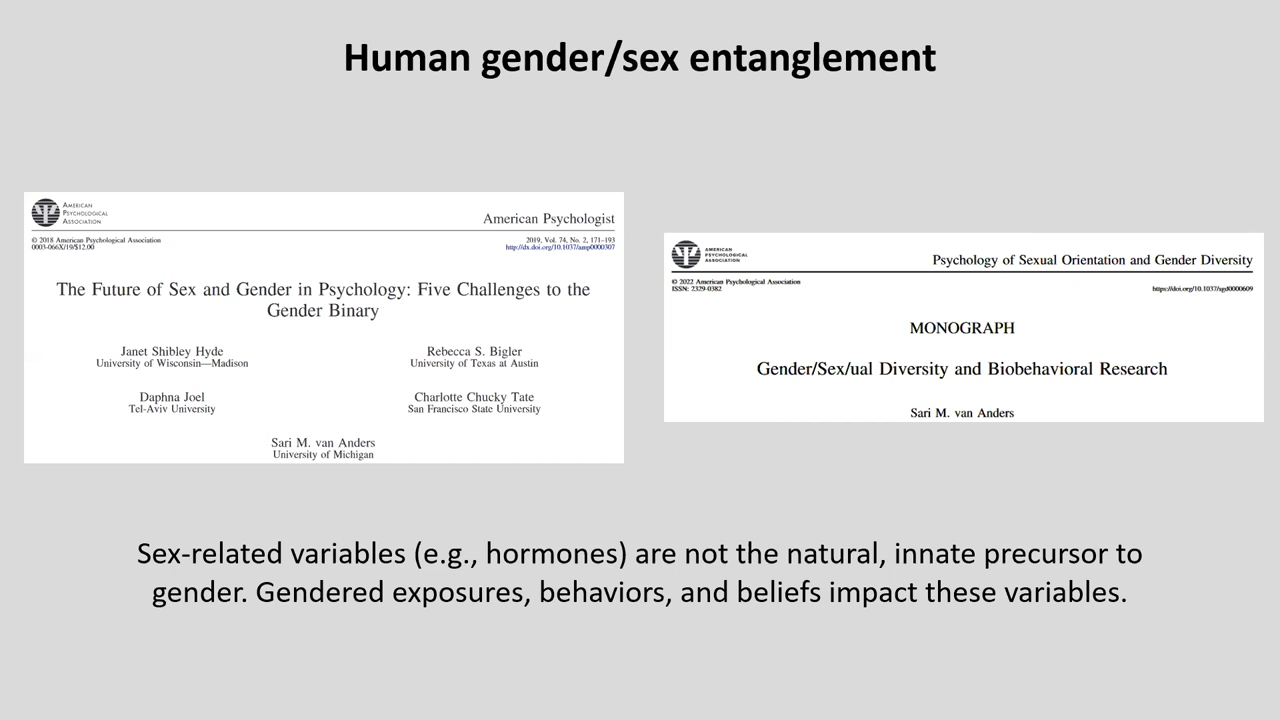 Human gender/sex entanglement
AMERICAN
PSYCHOLOGICAL
ASSOCIATION
American Psychologist
© 2018 American Psychological Association
0003-066X/19/$12.00
2019, Vol. 74, No. 2, 171–193
http://dx.doi.org/10.1037/amp0000307
The Future of Sex and Gender in Psychology: Five Challenges to the
Gender Binary
Janet Shibley Hyde
University of Wisconsin—Madison
Rebecca S. Bigler
University of Texas at Austin
Daphna Joel
Tel-Aviv University
Charlotte Chucky Tate
San Francisco State University
Sari M. van Anders
University of Michigan
AMERICAN
PSYCHOLOGICAL
ASSOCIATION
Psychology of Sexual Orientation and Gender Diversity
© 2022 American Psychological Association
ISSN: 2329-0382
https://doi.org/10.1037/sgd0000609
MONOGRAPH
Gender/Sex/ual Diversity and Biobehavioral Research
Sari M. van Anders
Sex-related variables (e.g., hormones) are not the natural, innate precursor to
gender. Gendered exposures, behaviors, and beliefs impact these variables.